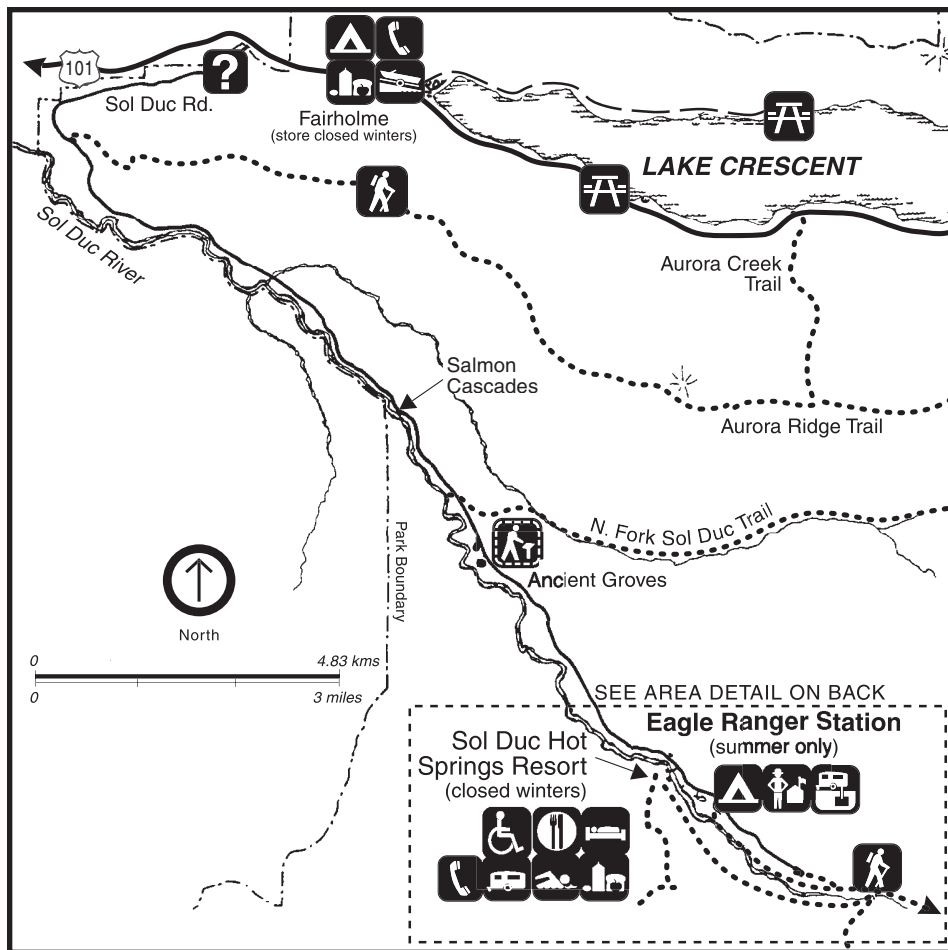 101
?
Sol Duc Rd.
Fairholme
(store closed winters)
LAKE CRESCENT
Sol Duc River
Aurora Creek
Trail
Salmon
Cascades
Aurora Ridge Trail
N. Fork Sol Duc Trail
Ancient Groves
Park Boundary
North
0
4.83 kms
0
3 miles
SEE AREA DETAIL ON BACK
Eagle Ranger Station
(summer only)
Sol Duc Hot
Springs Resort
(closed winters)